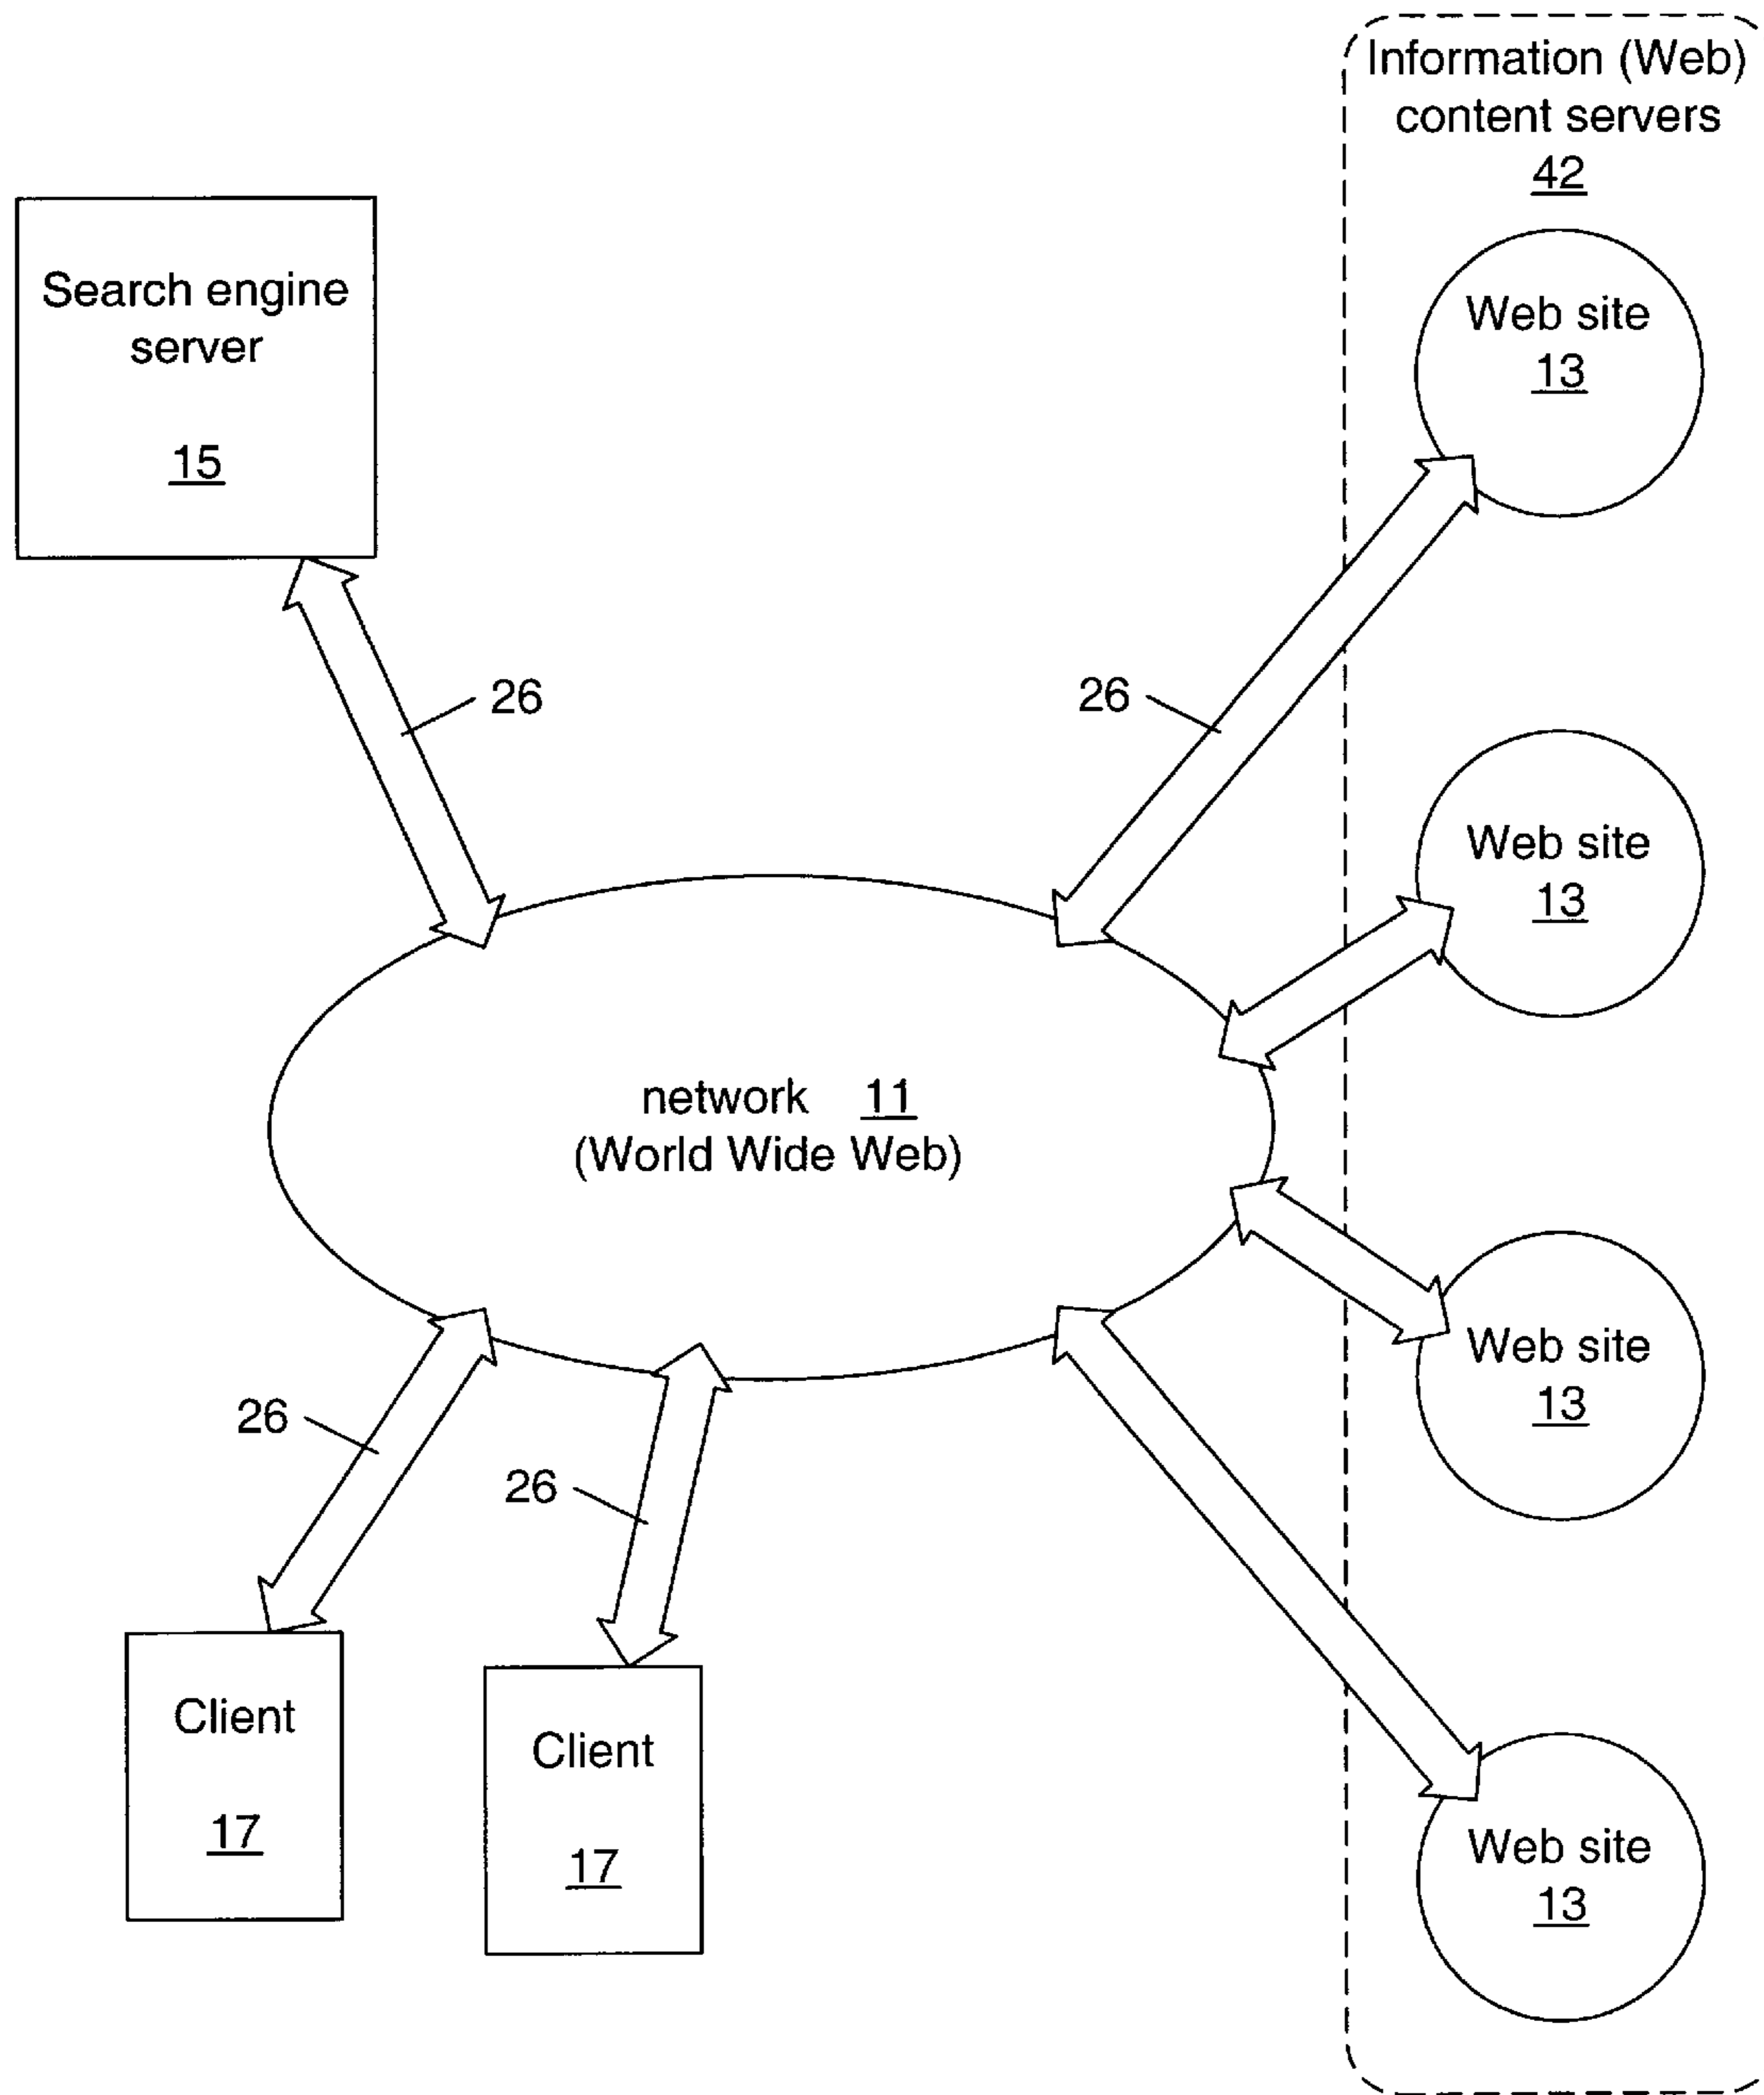 Information (Web)
content servers
42
Search engine
server
15
Web site
13
26
26
Web site
13
network 11
(World Wide Web)
Web site
13
26
26
Client
17
Client
17
Web site
13